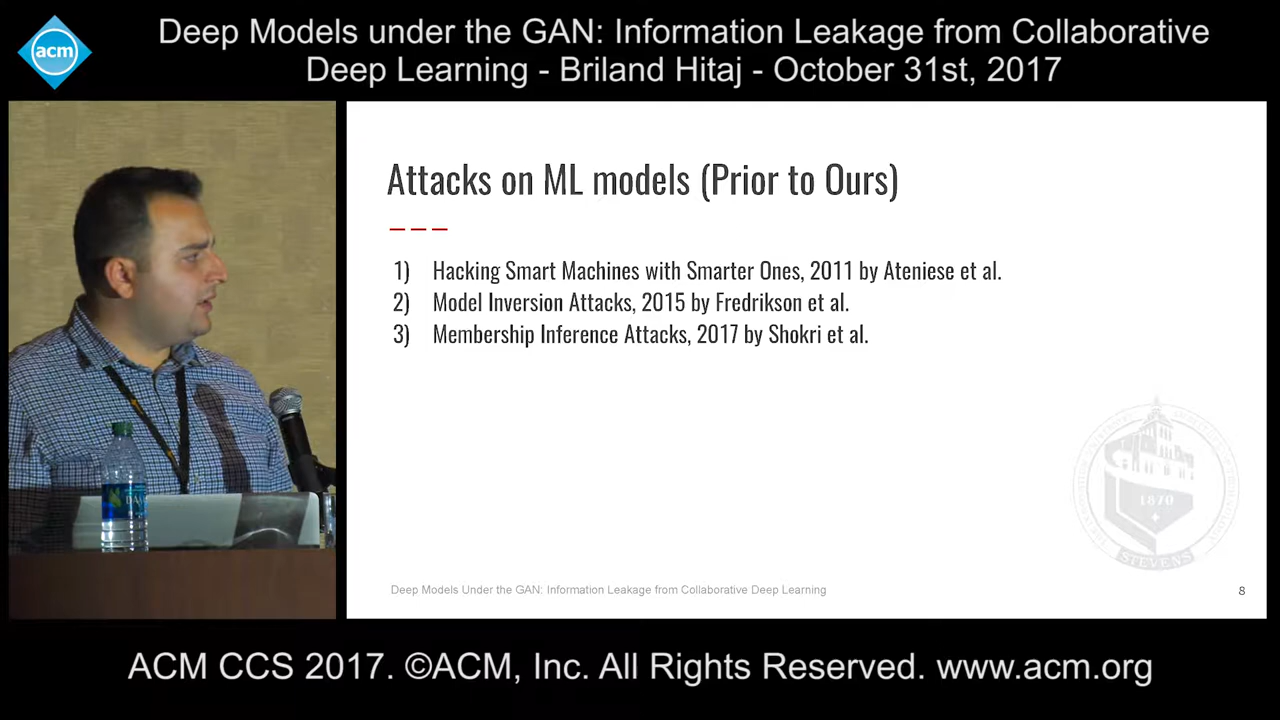 acm
Deep Models under the GAN: Information Leakage from Collaborative
Deep Learning - Briland Hitaj - October 31st, 2017
Attacks on ML models (Prior to Ours)
1) Hacking Smart Machines with Smarter Ones, 2011 by Ateniese et al.
2) Model Inversion Attacks, 2015 by Fredrikson et al.
3) Membership Inference Attacks, 2017 by Shokri et al.
1870
STEVENS
Deep Models Under the GAN: Information Leakage from Collaborative Deep Learning
8
ACM CCS 2017. ©ACM, Inc. All Rights Reserved. www.acm.org